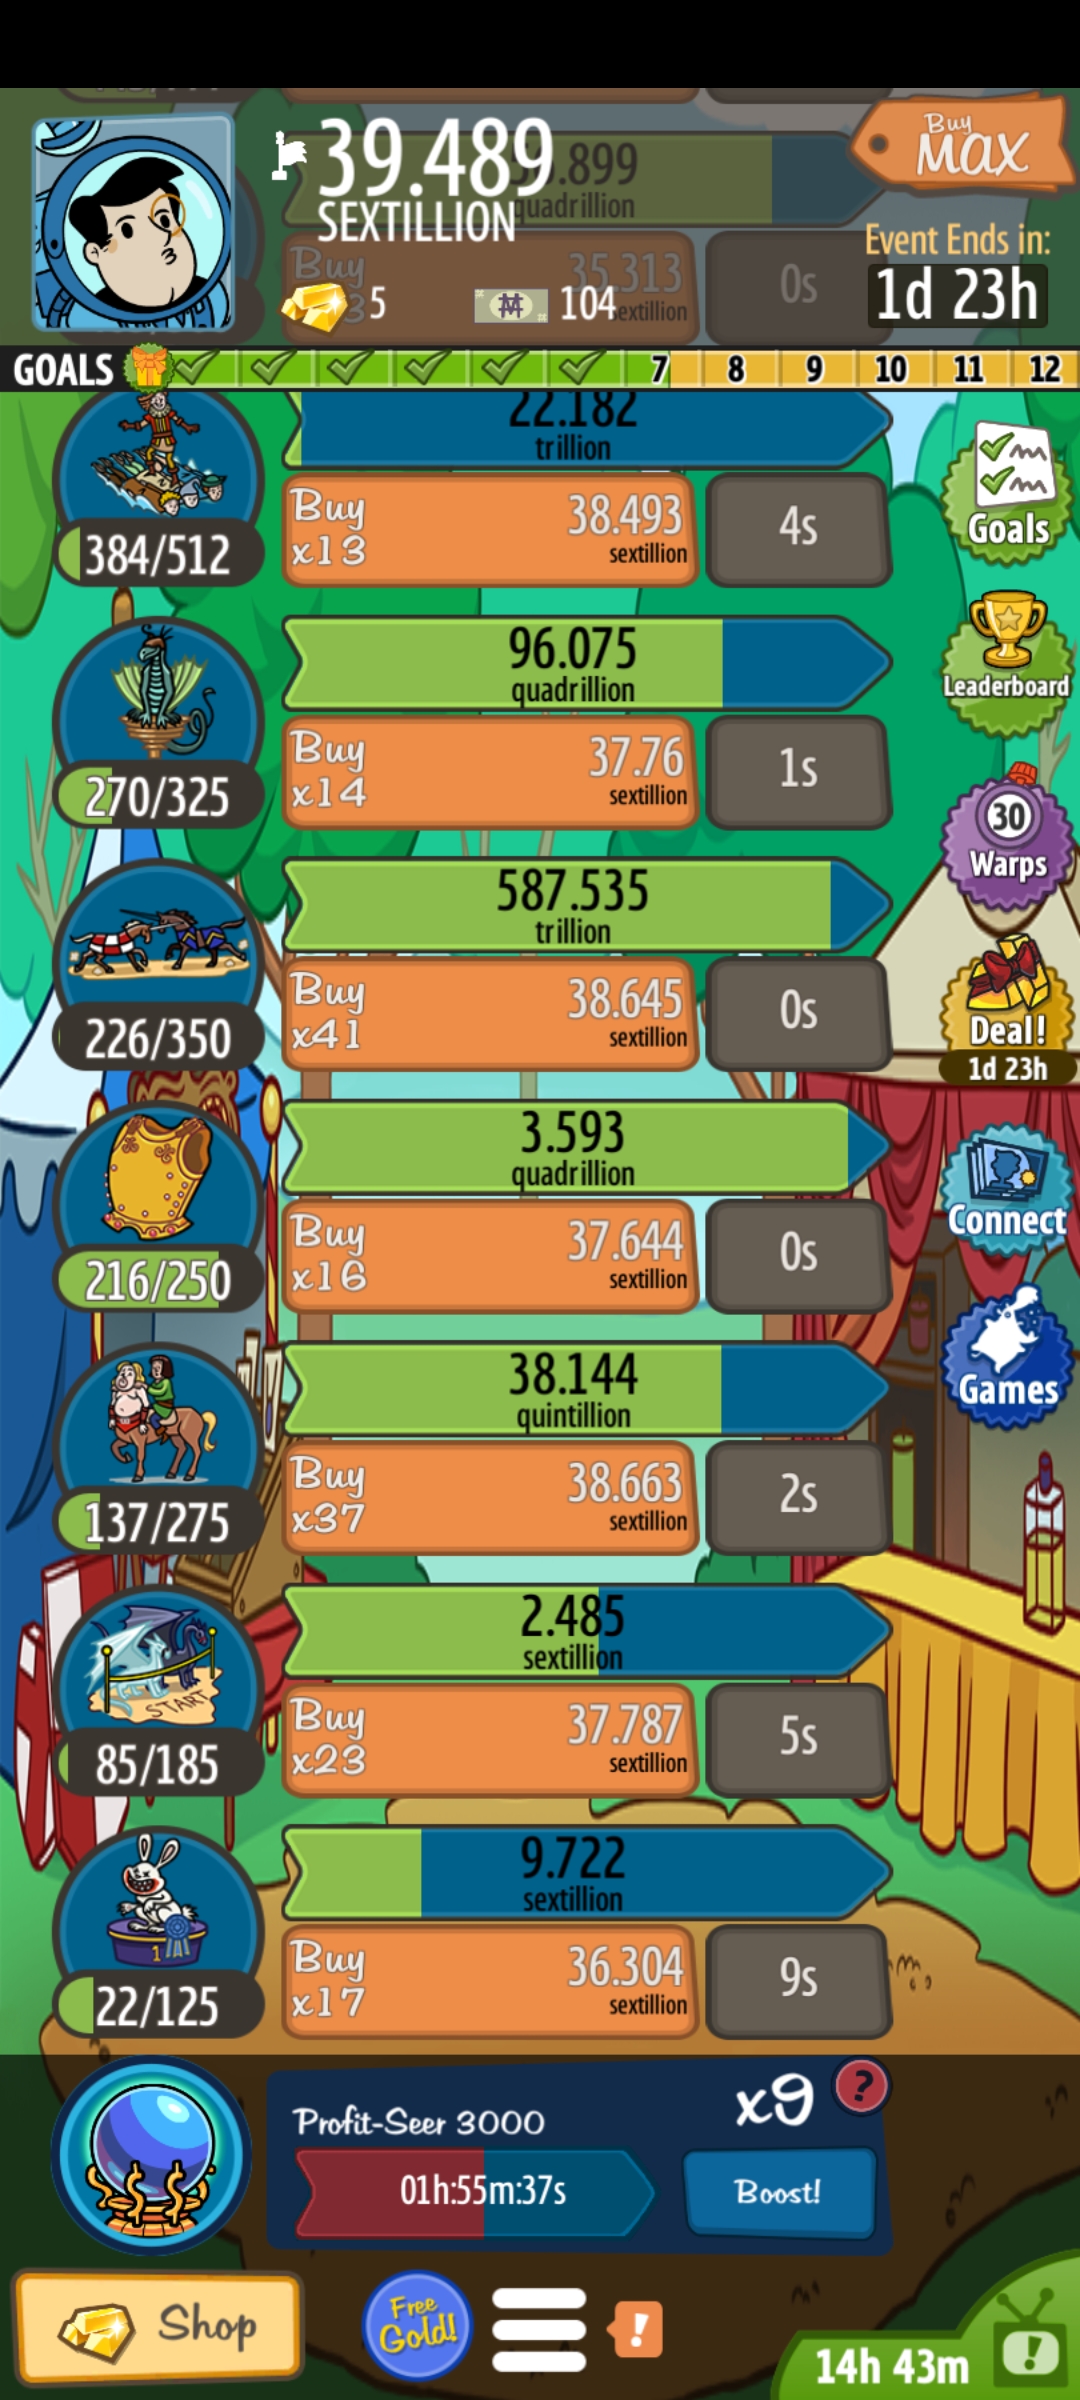 39.489
SEXTILLION
.899
quadrillion
Buy
35.313
sextillion
0s
5
104
Buy
MAX
Event Ends in:
1d 23h
GOALS
7 8 9 10 11 12
22.182
trillion
384/512
Buy
x13
38.493
sextillion
4s
Goals
96.075
quadrillion
270/325
Buy
x14
37.76
sextillion
1s
Leaderboard
587.535
trillion
226/350
Buy
x41
38.645
sextillion
0s
30
Warps
Deal!
1d 23h
3.593
quadrillion
216/250
Buy
x16
37.644
sextillion
0s
Connect
38.144
quintillion
137/275
Buy
x37
38.663
sextillion
2s
Games
2.485
sextillion
START
85/185
Buy
x23
37.787
sextillion
5s
9.722
sextillion
1
22/125
Buy
x17
36.304
sextillion
9s
Profit-Seer 3000
x9
?
01h:55m:37s
Boost!
Shop
Free
Gold!
!
14h 43m
!